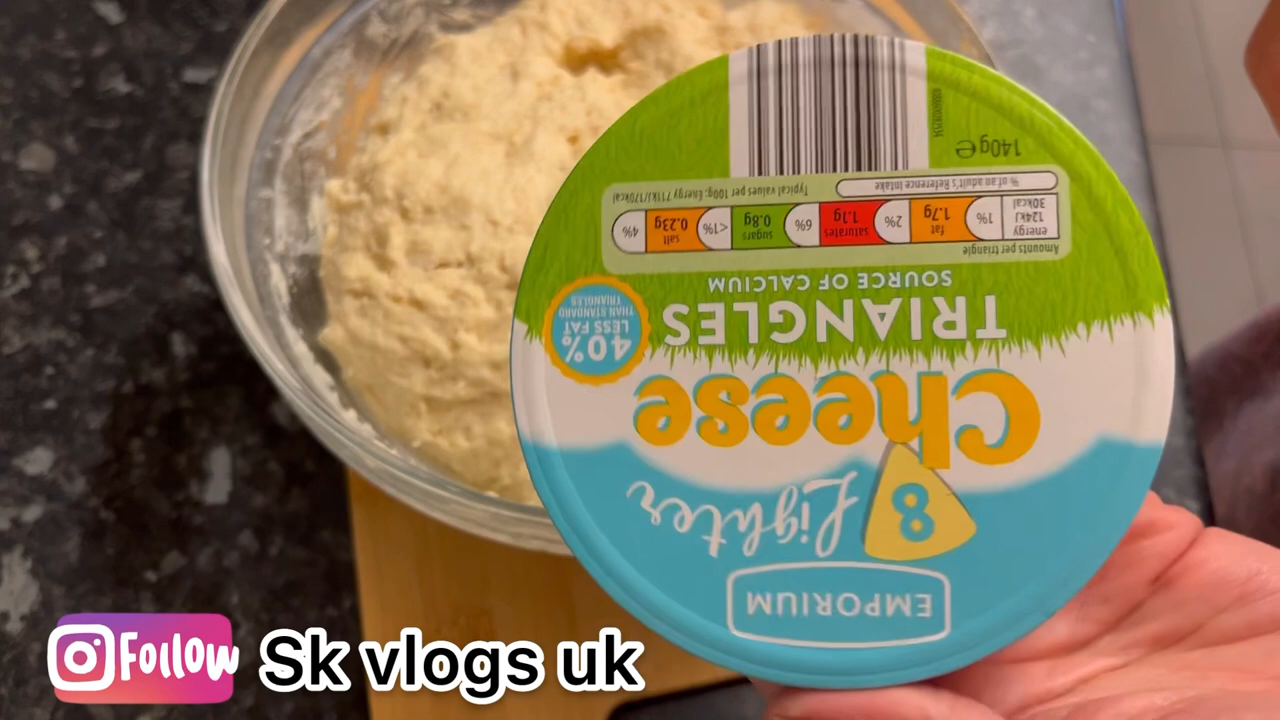 EMPORIUM
8 Lighter
Cheese
TRIANGLES
SOURCE OF CALCIUM
40%
LESS FAT
THAN STANDARD
TRIANGLES
Amounts per triangle
energy
124kJ
30kcal
1%
fat
1.7g
2%
saturates
1.1g
6%
sugars
0.8g
<1%
salt
0.23g
4%
% of an adult's Reference Intake
Typical values per 100g: Energy 711kJ/170kcal
140g e
Follow
Sk vlogs uk